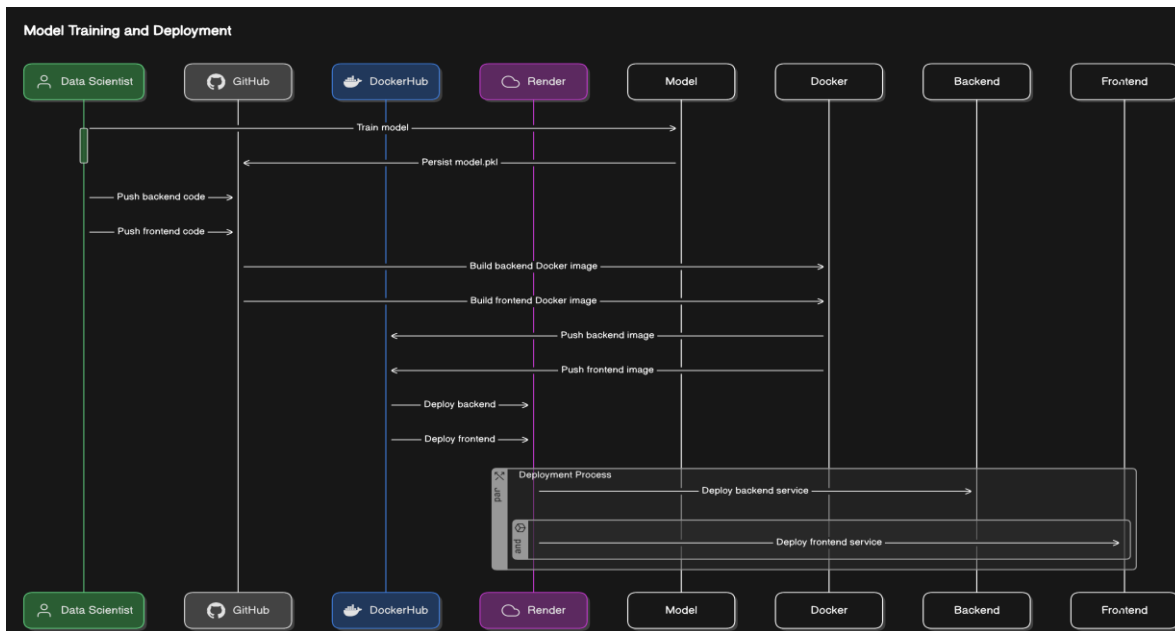 Model Training and Deployment
Data Scientist GitHub DockerHub Render Model Docker Backend Frontend
Train model
Persist model.pkl
Push backend code
Push frontend code
Build backend Docker image
Build frontend Docker image
Push backend image
Push frontend image
Deploy backend
Deploy frontend
par Deployment Process
Deploy backend service
and Deploy frontend service
Data Scientist GitHub DockerHub Render Model Docker Backend Frontend